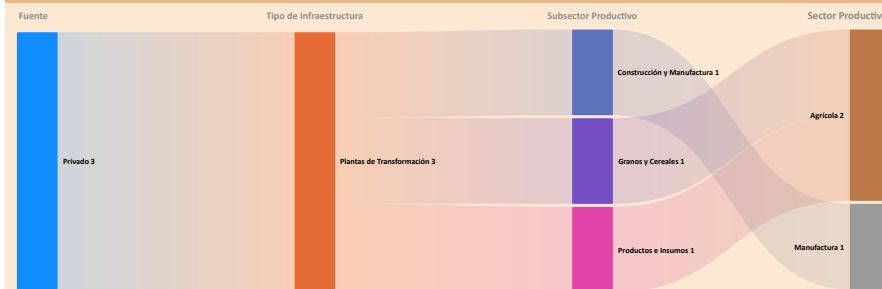 Fuente
Tipo de Infraestructura
Subsector Productivo
Sector Productiv
Privado 3
Plantas de Transformación 3
Construcción y Manufactura 1
Granos y Cereales 1
Productos e Insumos 1
Agrícola 2
Manufactura 1